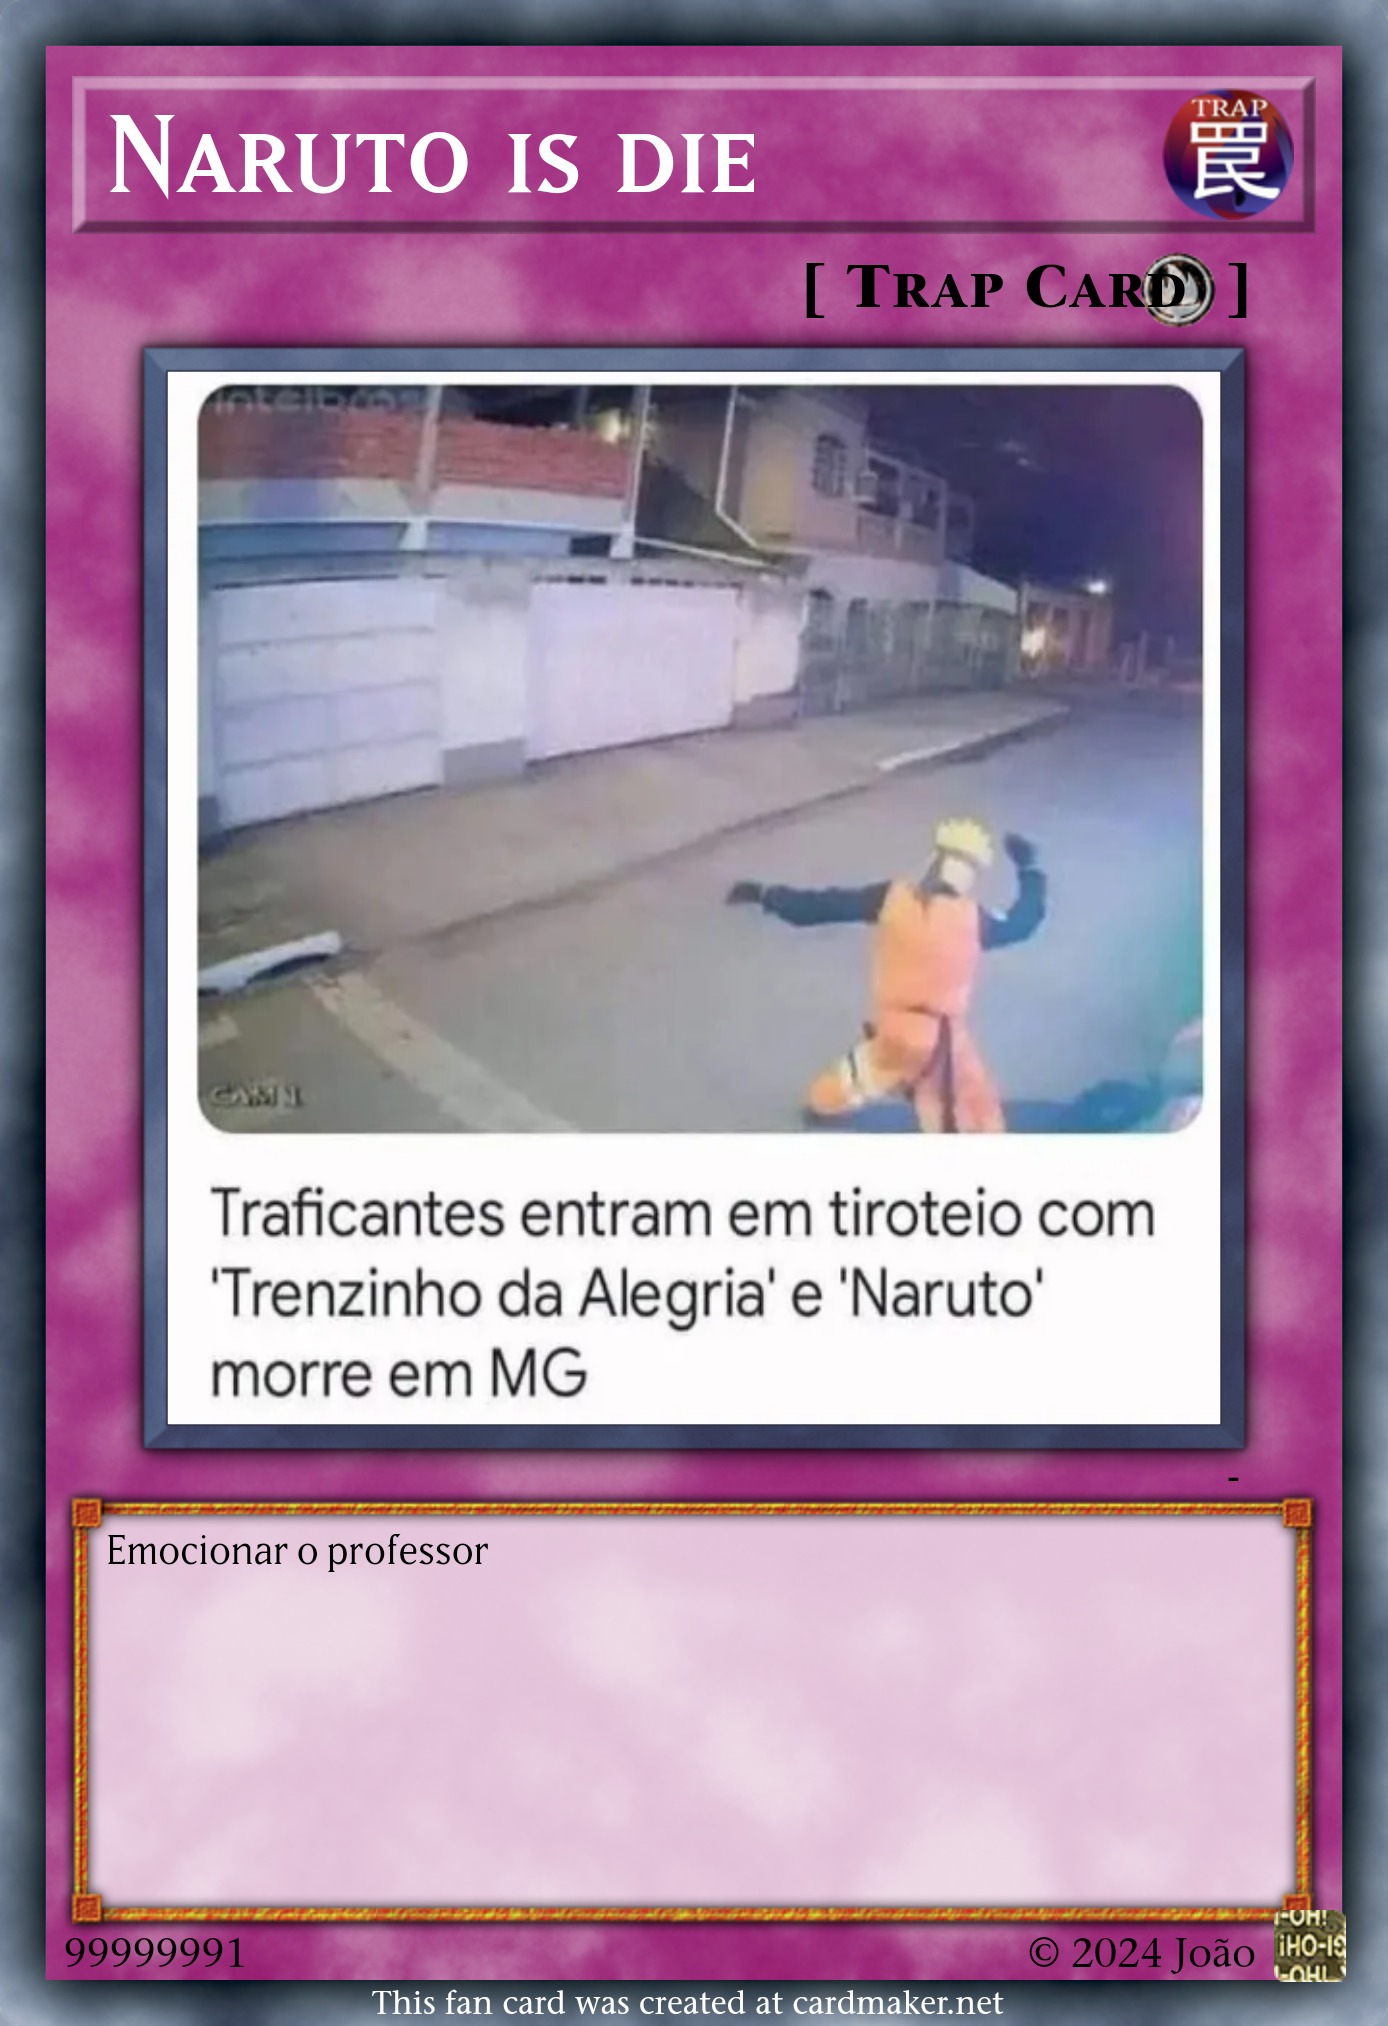 Naruto is die
TRAP
罠
[ Trap Card ]
intelbras
CAM 1
Traficantes entram em tiroteio com
'Trenzinho da Alegria' e 'Naruto'
morre em MG
-
Emocionar o professor
99999991
© 2024 João
This fan card was created at cardmaker.net